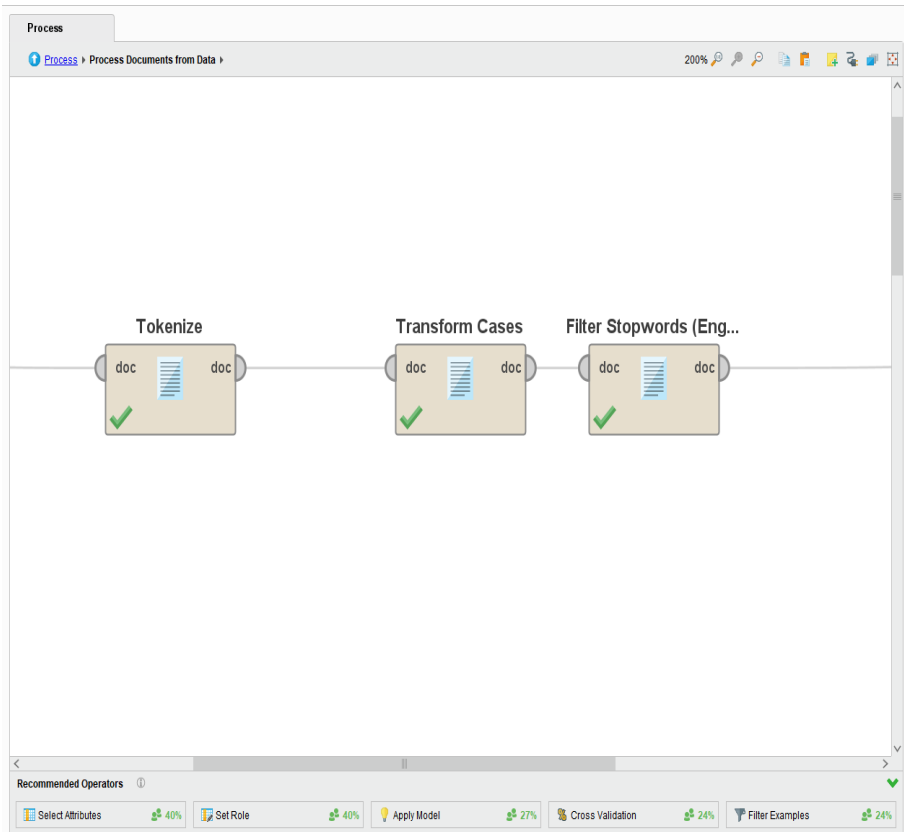 Process
Process Process Documents from Data
200%
Tokenize
Transform Cases
Filter Stopwords (Eng...
doc doc
doc doc
doc doc
Recommended Operators
Select Attributes 40%
Set Role 40%
Apply Model 27%
Cross Validation 24%
Filter Examples 24%